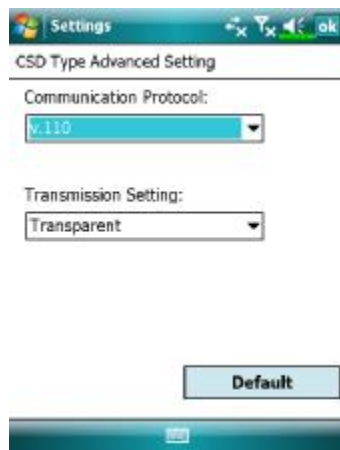 Settings
ok
CSD Type Advanced Setting
Communication Protocol:
v.110
Transmission Setting:
Transparent
Default